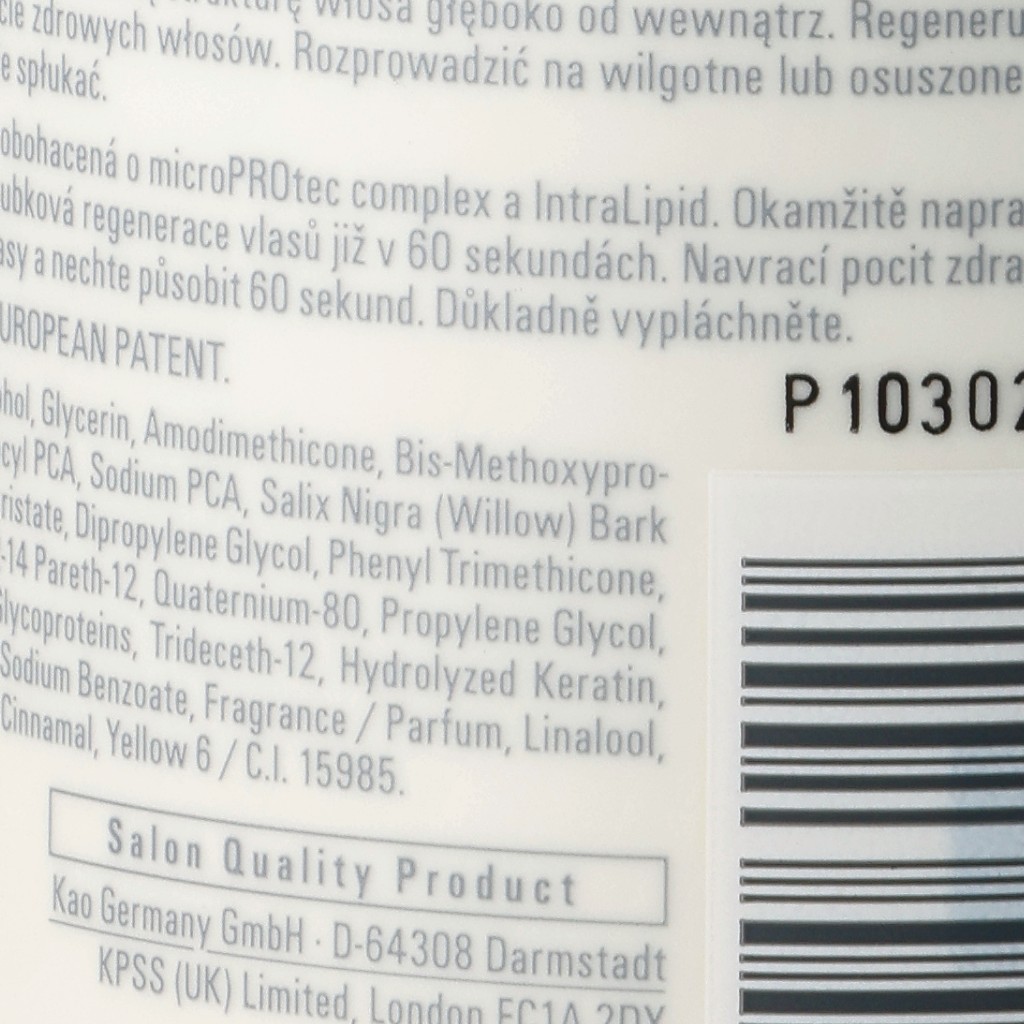 włosa głęboko od wewnątrz. Regeneru
cie zdrowych włosów. Rozprowadzić na wilgotne lub osuszone
e spłukać.
obohacená o microPROtec complex a IntraLipid. Okamžitě napra
ubková regenerace vlasů již v 60 sekundách. Navrací pocit zdra
asy a nechte působit 60 sekund. Důkladně vypláchněte.
UROPEAN PATENT.
P10302
ohol, Glycerin, Amodimethicone, Bis-Methoxypro-
cyl PCA, Sodium PCA, Salix Nigra (Willow) Bark
ristate, Dipropylene Glycol, Phenyl Trimethicone,
-14 Pareth-12, Quaternium-80, Propylene Glycol,
Glycoproteins, Trideceth-12, Hydrolyzed Keratin,
Sodium Benzoate, Fragrance / Parfum, Linalool,
Cinnamal, Yellow 6 / C.I. 15985.
Salon Quality Product
Kao Germany GmbH · D-64308 Darmstadt
KPSS (UK) Limited, London EC1A 2DY